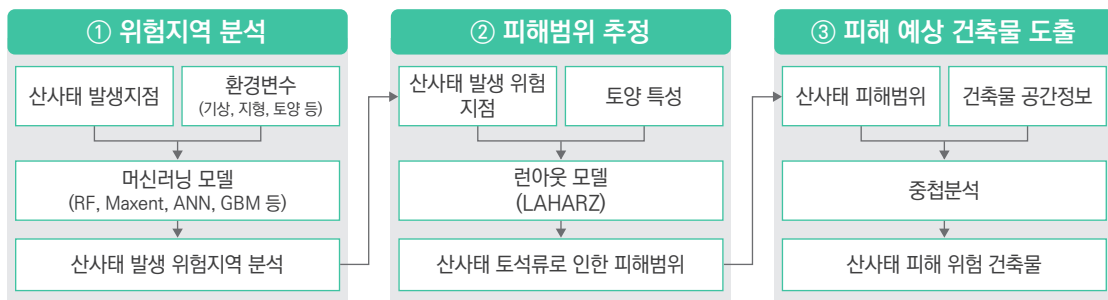 ① 위험지역 분석
산사태 발생지점
환경변수
(기상, 지형, 토양 등)
머신러닝 모델
(RF, Maxent, ANN, GBM 등)
산사태 발생 위험지역 분석
② 피해범위 추정
산사태 발생 위험
지점
토양 특성
런아웃 모델
(LAHARZ)
산사태 토석류로 인한 피해범위
③ 피해 예상 건축물 도출
산사태 피해범위
건축물 공간정보
중첩분석
산사태 피해 위험 건축물